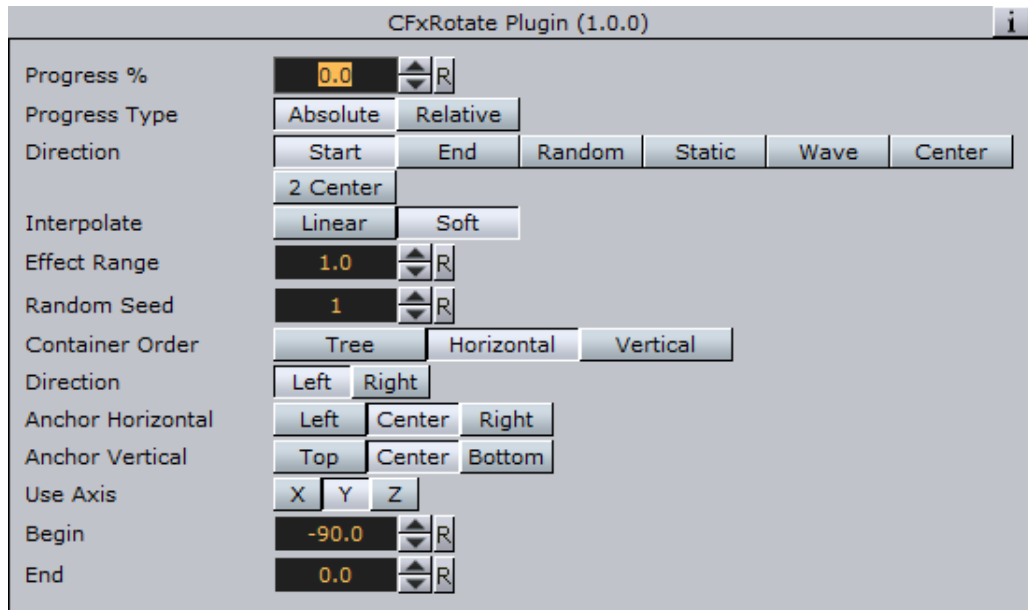 CFxRotate Plugin (1.0.0) i
Progress % 0.0 R
Progress Type Absolute Relative
Direction Start End Random Static Wave Center
2 Center
Interpolate Linear Soft
Effect Range 1.0 R
Random Seed 1 R
Container Order Tree Horizontal Vertical
Direction Left Right
Anchor Horizontal Left Center Right
Anchor Vertical Top Center Bottom
Use Axis X Y Z
Begin -90.0 R
End 0.0 R